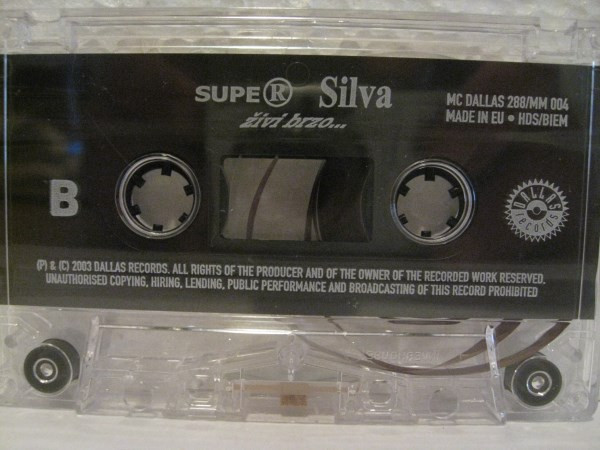 SUPER® Silva
živi brzo...
MC DALLAS 288/MM 004
MADE IN EU • HDS/BIEM
B
DALLAS
records
(P) & (C) 2003 DALLAS RECORDS. ALL RIGHTS OF THE PRODUCER AND OF THE OWNER OF THE RECORDED WORK RESERVED.
UNAUTHORISED COPYING, HIRING, LENDING, PUBLIC PERFORMANCE AND BROADCASTING OF THIS RECORD PROHIBITED